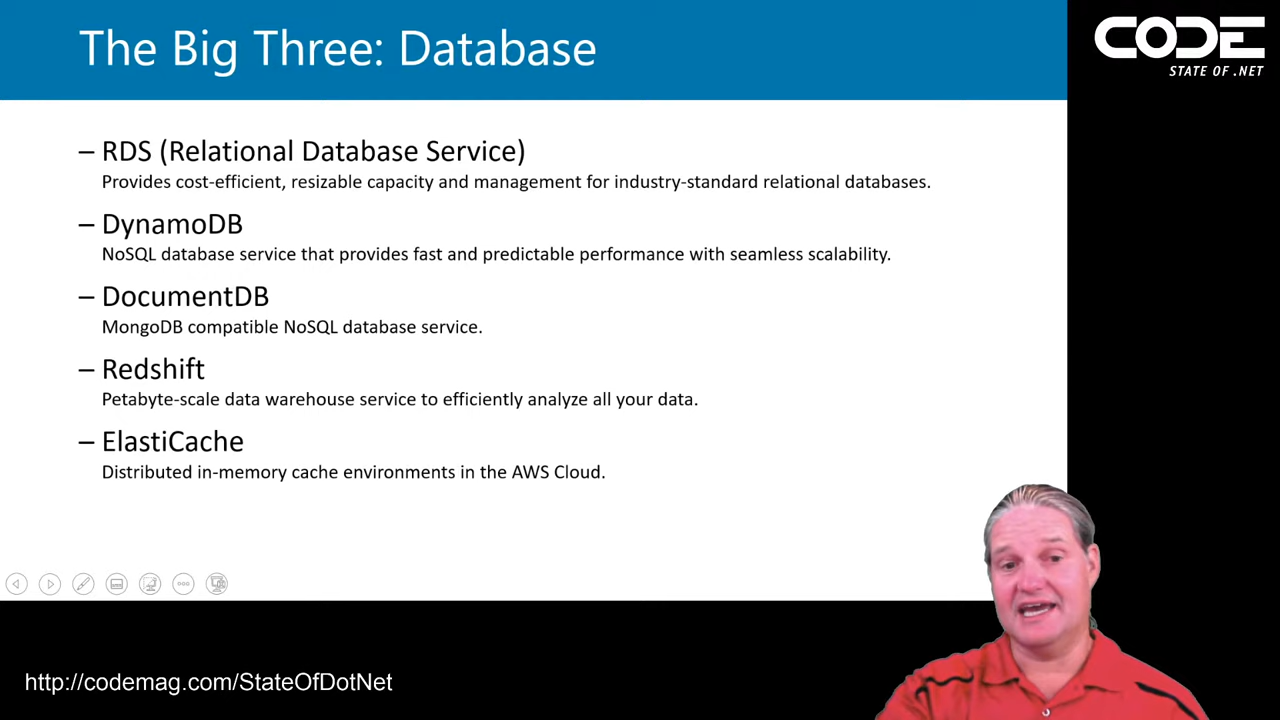 The Big Three: Database
CODE
STATE OF .NET
– RDS (Relational Database Service)
Provides cost-efficient, resizable capacity and management for industry-standard relational databases.
– DynamoDB
NoSQL database service that provides fast and predictable performance with seamless scalability.
– DocumentDB
MongoDB compatible NoSQL database service.
– Redshift
Petabyte-scale data warehouse service to efficiently analyze all your data.
– ElastiCache
Distributed in-memory cache environments in the AWS Cloud.
http://codemag.com/StateOfDotNet